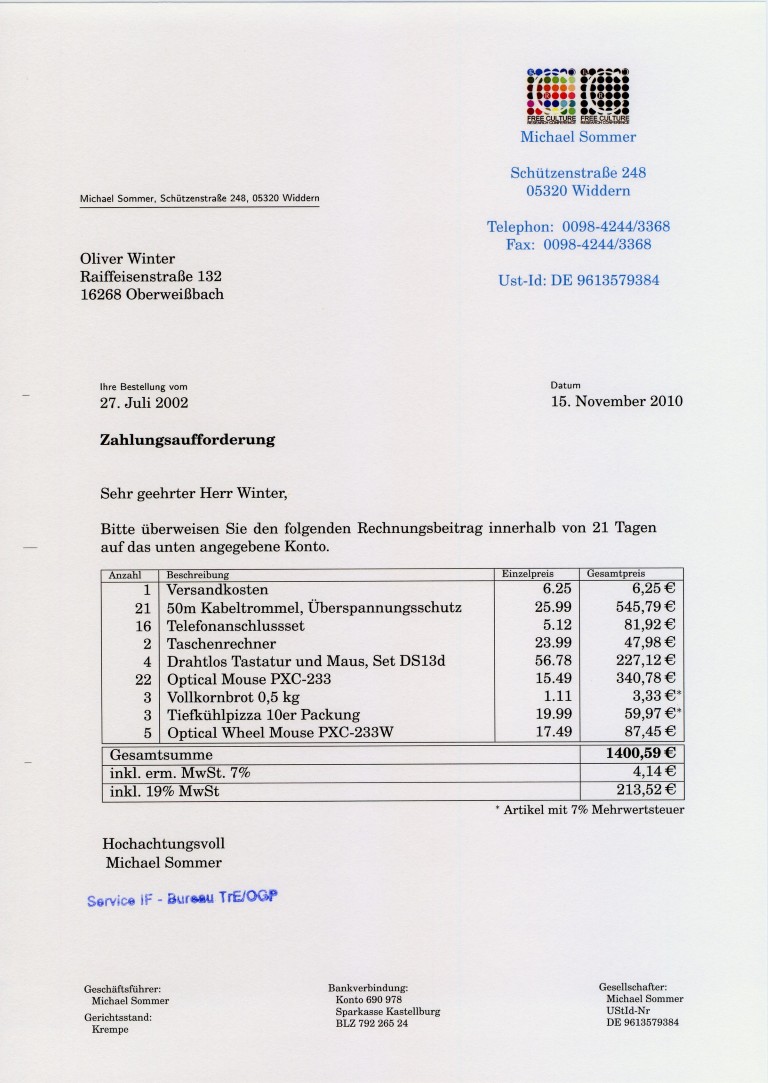 FREE CULTURE FREE CULTURE
RESEARCH CONFERENCE RESEARCH CONFERENCE
Michael Sommer
Schützenstraße 248
05320 Widdern
Michael Sommer, Schützenstraße 248, 05320 Widdern
Telephon: 0098-4244/3368
Fax: 0098-4244/3368
Ust-Id: DE 9613579384
Oliver Winter
Raiffeisenstraße 132
16268 Oberweißbach
Ihre Bestellung vom Datum
27. Juli 2002 15. November 2010
Zahlungsaufforderung
Sehr geehrter Herr Winter,
Bitte überweisen Sie den folgenden Rechnungsbeitrag innerhalb von 21 Tagen
auf das unten angegebene Konto.
Anzahl Beschreibung Einzelpreis Gesamtpreis
1 Versandkosten 6.25 6,25 €
21 50m Kabeltrommel, Überspannungsschutz 25.99 545,79 €
16 Telefonanschlussset 5.12 81,92 €
2 Taschenrechner 23.99 47,98 €
4 Drahtlos Tastatur und Maus, Set DS13d 56.78 227,12 €
22 Optical Mouse PXC-233 15.49 340,78 €
3 Vollkornbrot 0,5 kg 1.11 3,33 €*
3 Tiefkühlpizza 10er Packung 19.99 59,97 €*
5 Optical Wheel Mouse PXC-233W 17.49 87,45 €
Gesamtsumme 1400,59 €
inkl. erm. MwSt. 7% 4,14 €
inkl. 19% MwSt 213,52 €
* Artikel mit 7% Mehrwertsteuer
Hochachtungsvoll
Michael Sommer
Service IF - Bureau TrE/OGP
Geschäftsführer:
Michael Sommer
Gerichtsstand:
Krempe
Bankverbindung:
Konto 690 978
Sparkasse Kastellburg
BLZ 792 265 24
Gesellschafter:
Michael Sommer
UStId-Nr
DE 9613579384